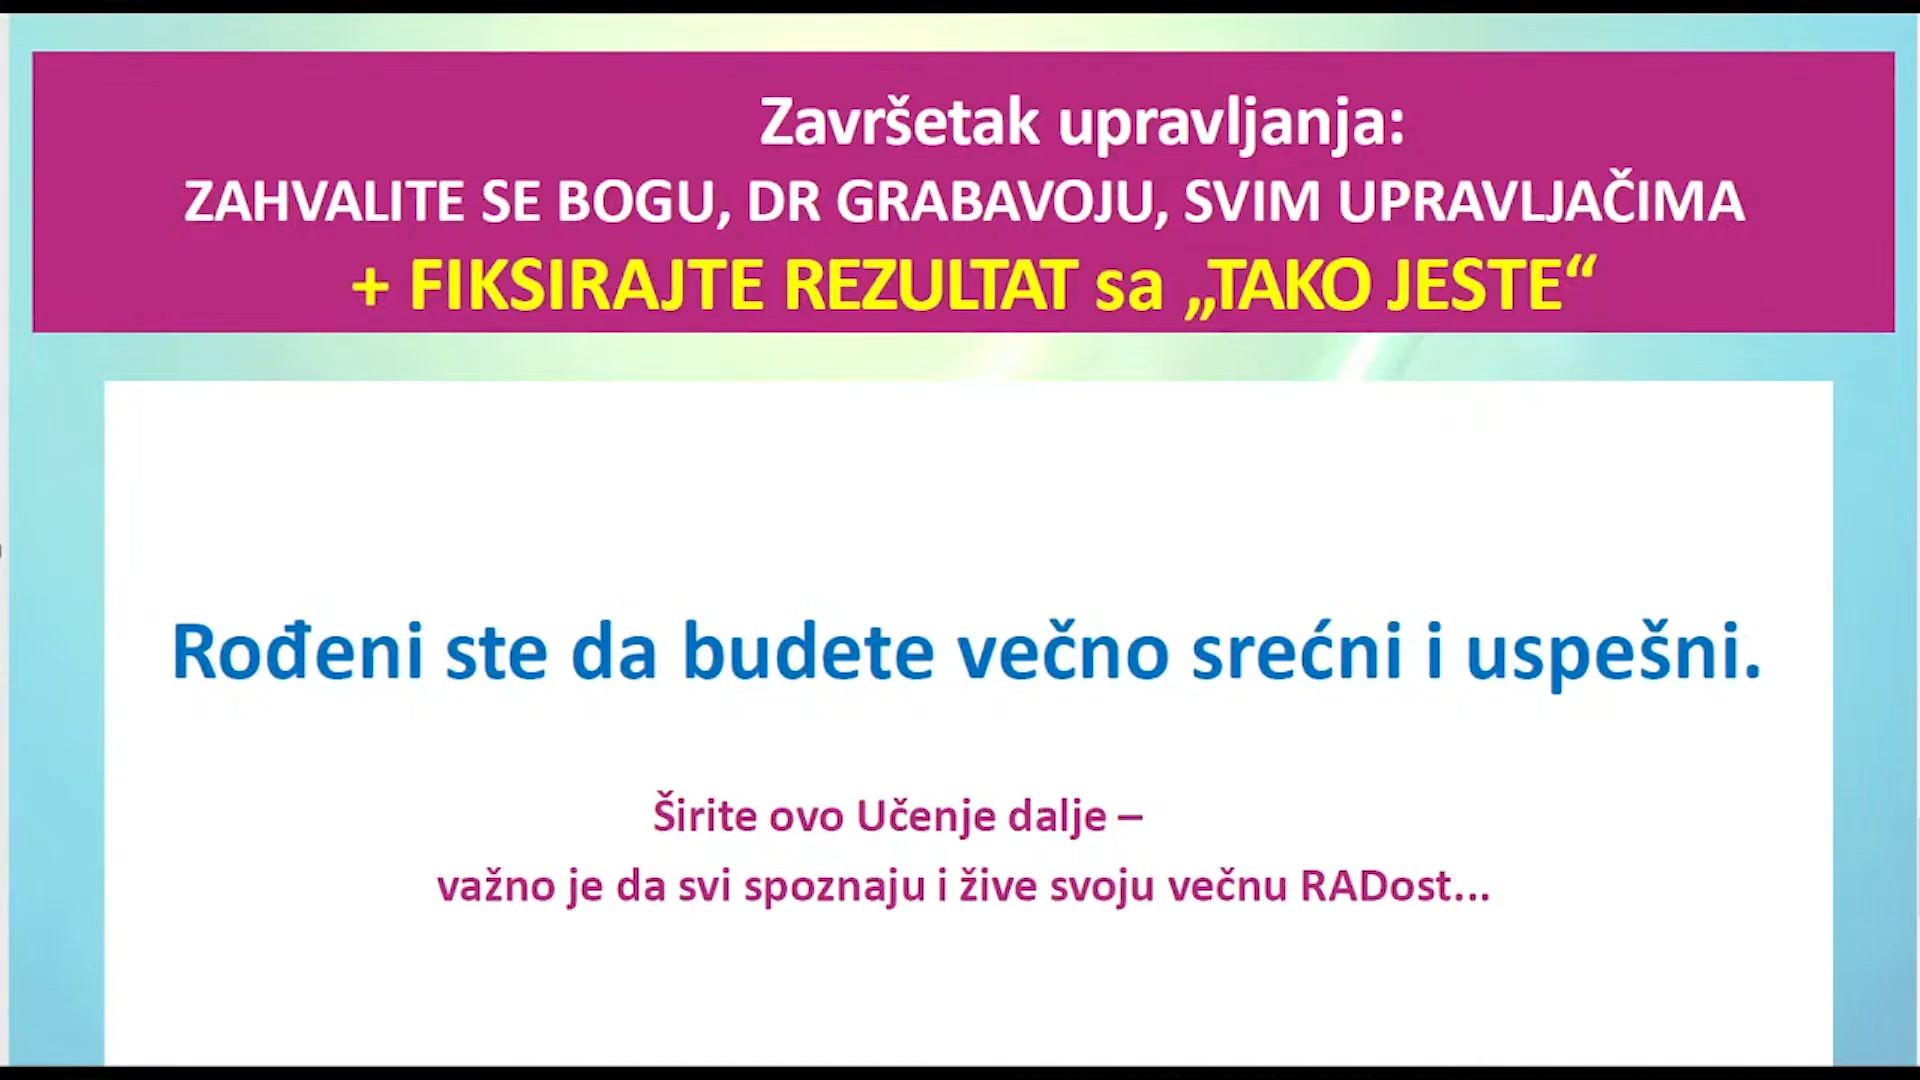 Završetak upravljanja:
ZAHVALITE SE BOGU, DR GRABAVOJU, SVIM UPRAVLJAČIMA
+ FIKSIRAJTE REZULTAT sa „TAKO JESTE“
Rođeni ste da budete večno srećni i uspešni.
Širite ovo Učenje dalje –
važno je da svi spoznaju i žive svoju večnu RADost...